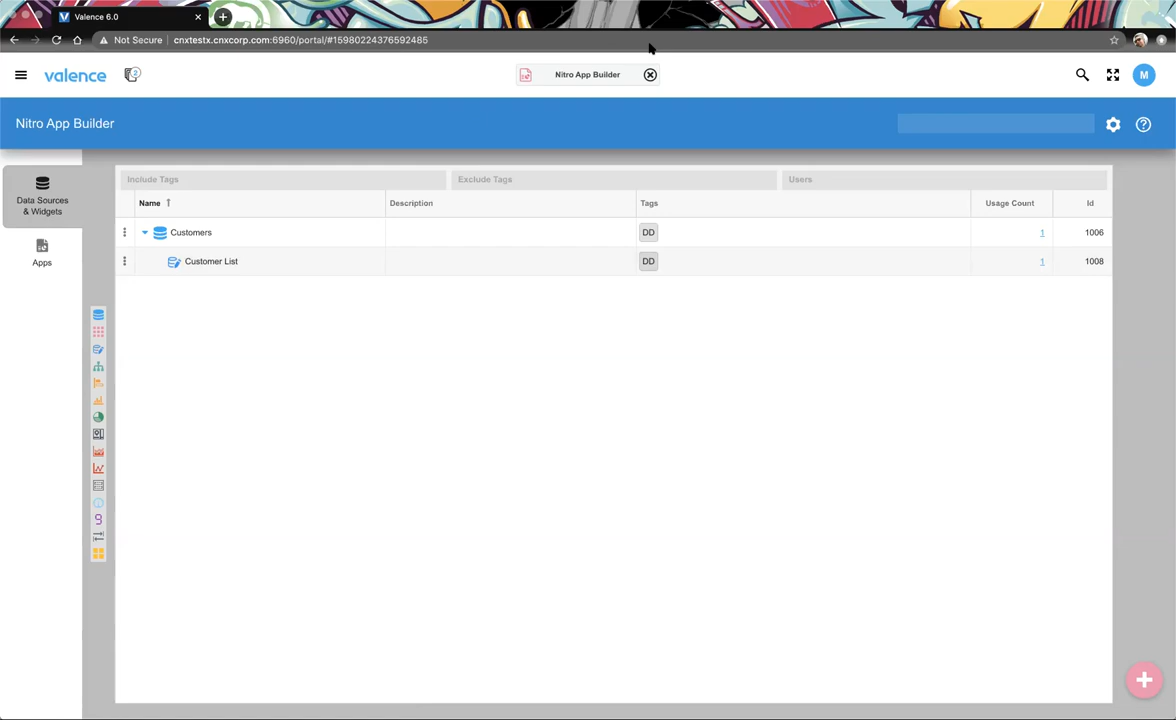 Valence 6.0
Not Secure
cnxtestx.cnxcorp.com:6960/portal/#15980224376592485
valence
2
Nitro App Builder
M
Nitro App Builder
Data Sources
& Widgets
Apps
Include Tags
Exclude Tags
Users
Name
Description
Tags
Usage Count
Id
Customers
DD
1
1006
Customer List
DD
1
1008